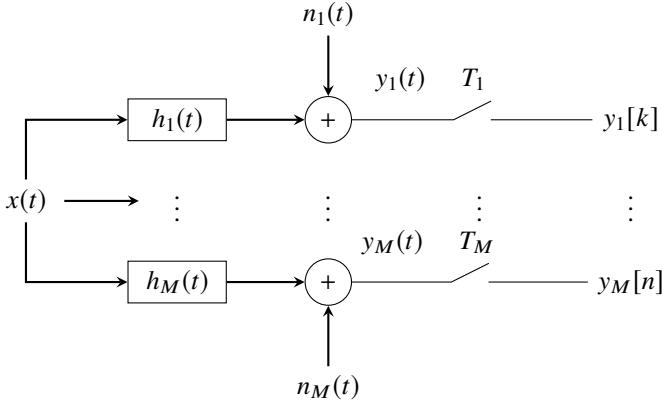 n₁(t)
y₁(t) T₁
h₁(t) + y₁[k]
x(t) ⋮ ⋮ ⋮ ⋮
y_M(t) T_M
h_M(t) + y_M[n]
n_M(t)